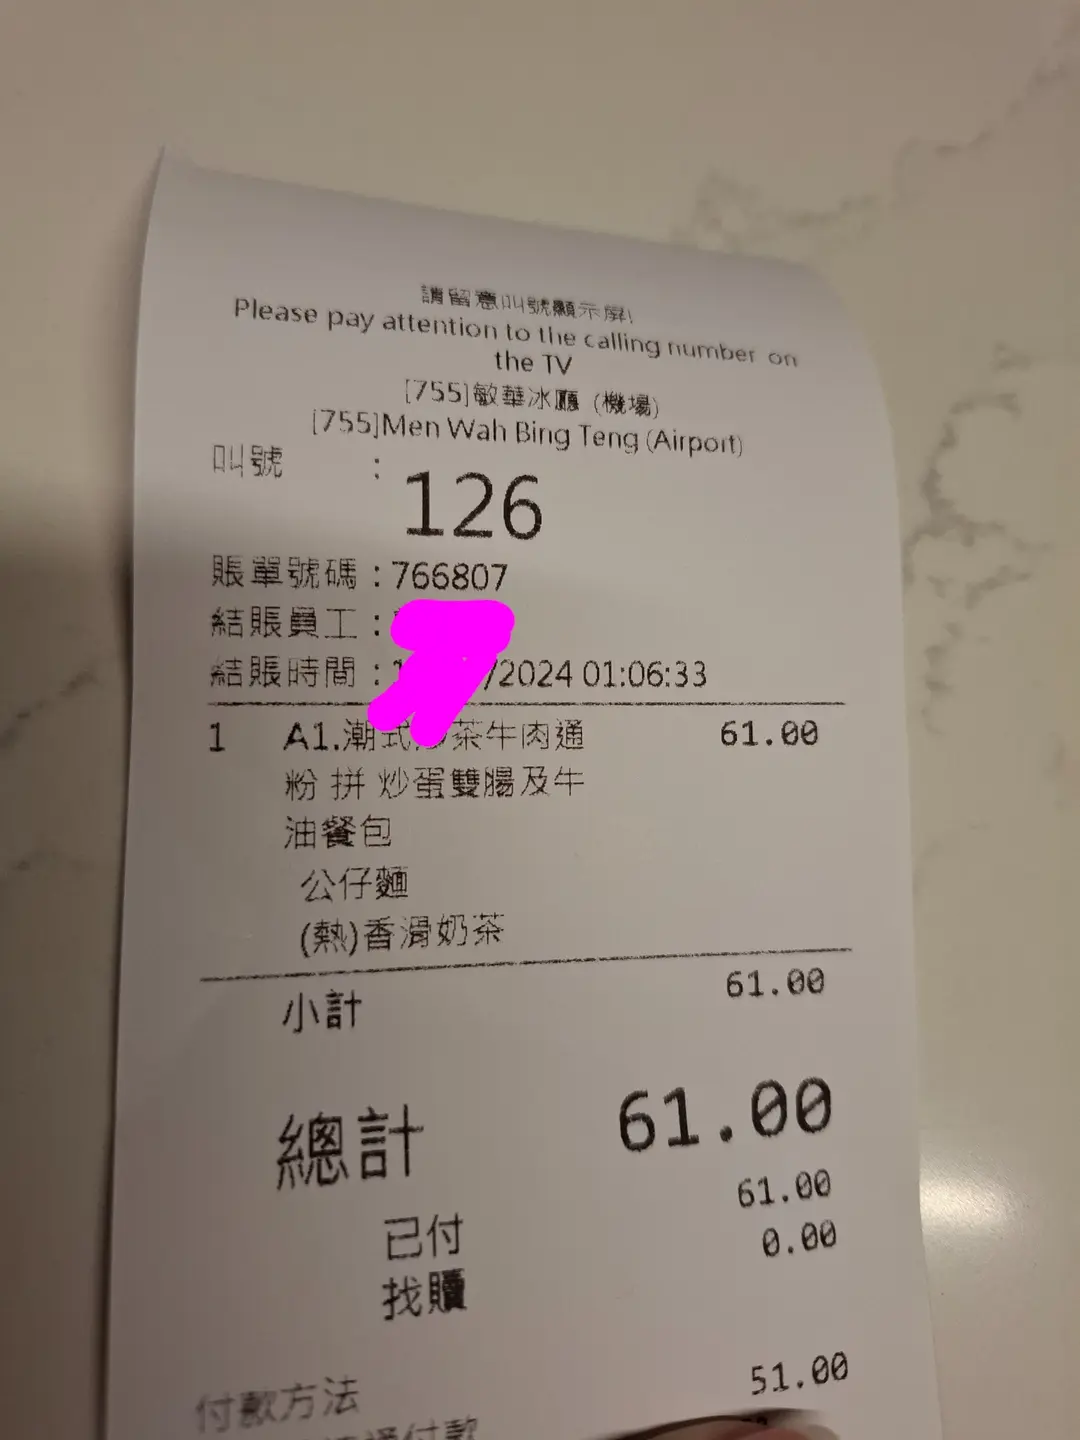 請留意叫號顯示屏!
Please pay attention to the calling number on
the TV
[755]敏華冰廳 (機場)
[755]Men Wah Bing Teng (Airport)
叫號 : 126
賬單號碼 : 766807
結賬員工 :
結賬時間 : /2024 01:06:33
1 A1.潮式沙茶牛肉通 61.00
粉 拼 炒蛋雙腸及牛
油餐包
公仔麵
(熱)香滑奶茶
小計 61.00
總計 61.00
已付 61.00
找贖 0.00
付款方法 51.00